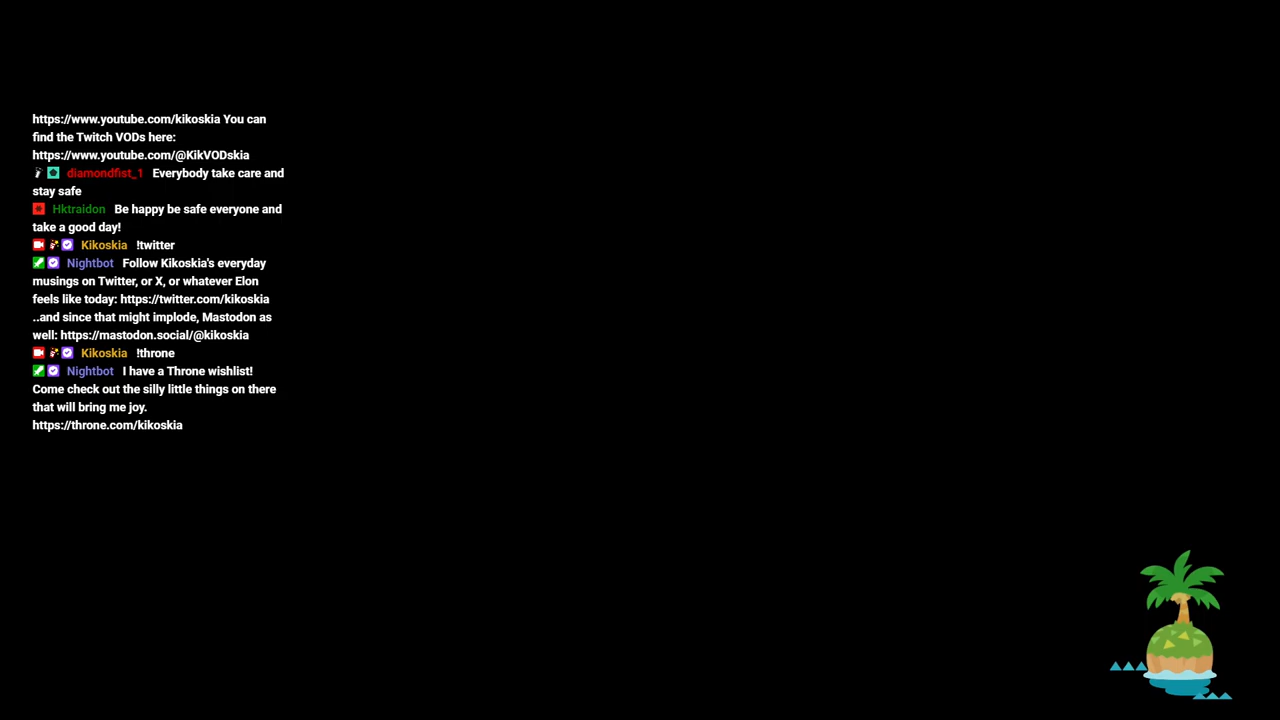 https://www.youtube.com/kikoskia You can
find the Twitch VODs here:
https://www.youtube.com/@KikVODskia
diamondfist_1 Everybody take care and
stay safe
Hktraidon Be happy be safe everyone and
take a good day!
Kikoskia !twitter
Nightbot Follow Kikoskia's everyday
musings on Twitter, or X, or whatever Elon
feels like today: https://twitter.com/kikoskia
..and since that might implode, Mastodon as
well: https://mastodon.social/@kikoskia
Kikoskia !throne
Nightbot I have a Throne wishlist!
Come check out the silly little things on there
that will bring me joy.
https://throne.com/kikoskia